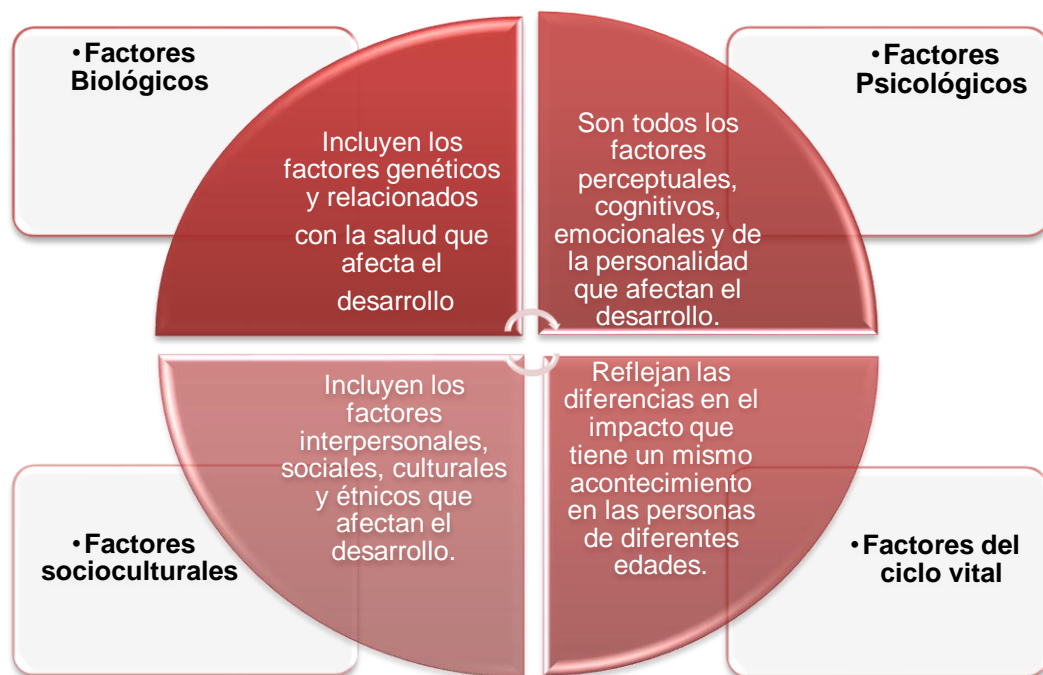 •Factores
Biológicos
Incluyen los
factores genéticos
y relacionados
con la salud que
afecta el
desarrollo
•Factores
Psicológicos
Son todos los
factores
perceptuales,
cognitivos,
emocionales y de
la personalidad
que afectan el
desarrollo.
•Factores
socioculturales
Incluyen los
factores
interpersonales,
sociales, culturales
y étnicos que
afectan el
desarrollo.
•Factores del
ciclo vital
Reflejan las
diferencias en el
impacto que
tiene un mismo
acontecimiento
en las personas
de diferentes
edades.